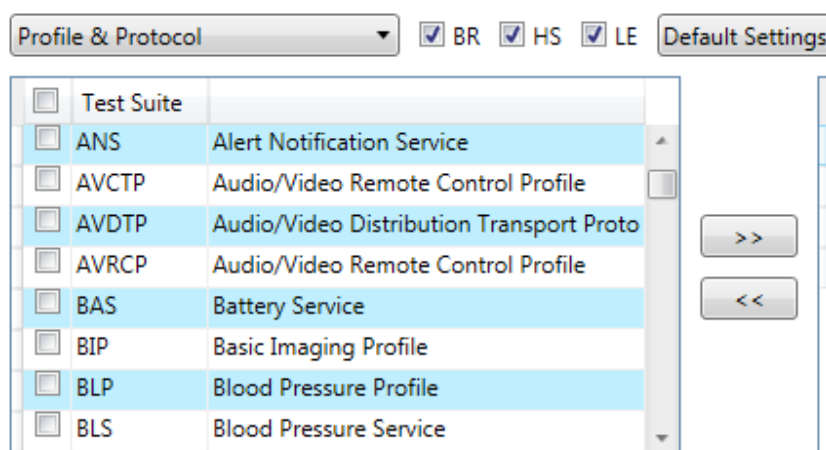 Profile & Protocol BR HS LE Default Settings
Test Suite
ANS Alert Notification Service
AVCTP Audio/Video Remote Control Profile
AVDTP Audio/Video Distribution Transport Proto
AVRCP Audio/Video Remote Control Profile
BAS Battery Service
BIP Basic Imaging Profile
BLP Blood Pressure Profile
BLS Blood Pressure Service
>>
<<